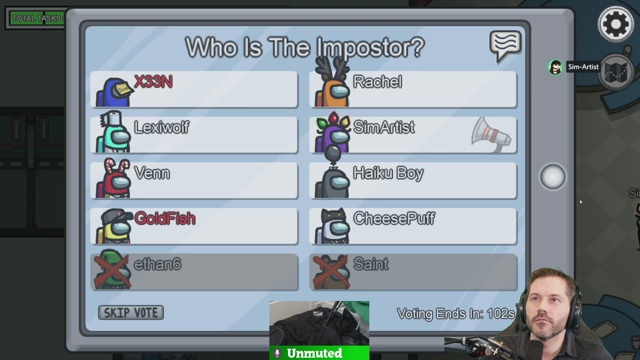 TOTAL TASKS
Who Is The Impostor?
X33N
Rachel
Lexiwolf
SimArtist
Venn
Haiku Boy
GoldFish
CheesePuff
ethan6
Saint
SKIP VOTE
Voting Ends In: 102s
Sim-Artist
Unmuted